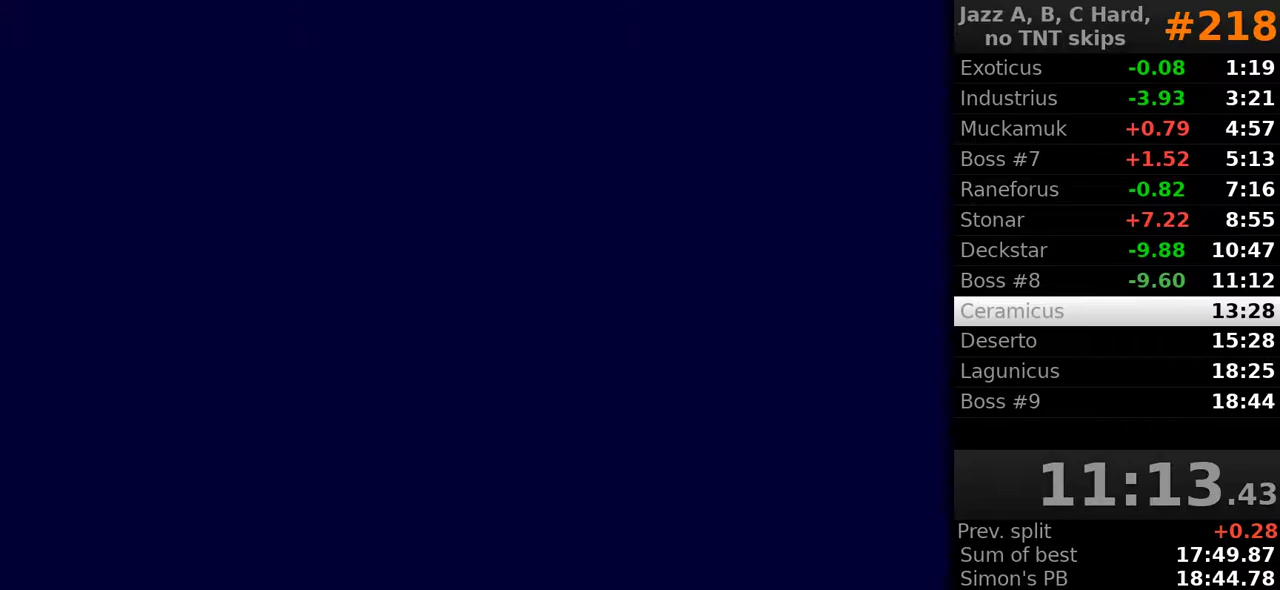 Jazz A, B, C Hard, #218
no TNT skips
Exoticus -0.08 1:19
Industrius -3.93 3:21
Muckamuk +0.79 4:57
Boss #7 +1.52 5:13
Raneforus -0.82 7:16
Stonar +7.22 8:55
Deckstar -9.88 10:47
Boss #8 -9.60 11:12
Ceramicus 13:28
Deserto 15:28
Lagunicus 18:25
Boss #9 18:44
11:13.43
Prev. split +0.28
Sum of best 17:49.87
Simon's PB 18:44.78